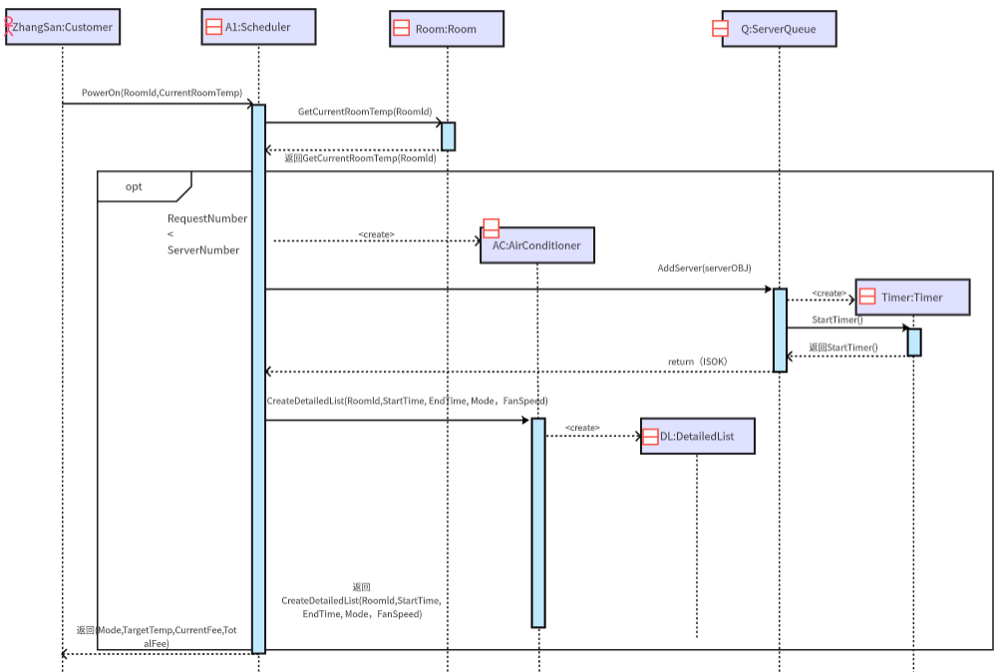 ZhangSan:Customer
A1:Scheduler
Room:Room
Q:ServerQueue
PowerOn(RoomId,CurrentRoomTemp)
GetCurrentRoomTemp(RoomId)
返回GetCurrentRoomTemp(RoomId)
opt
RequestNumber
<
ServerNumber
<create>
AC:AirConditioner
AddServer(serverOBJ)
<create>
Timer:Timer
StartTimer()
返回StartTimer()
return（ISOK）
CreateDetailedList(RoomId,StartTime, EndTime, Mode，FanSpeed)
<create>
DL:DetailedList
返回
CreateDetailedList(RoomId,StartTime,
EndTime, Mode，FanSpeed)
返回(Mode,TargetTemp,CurrentFee,Tot
alFee)